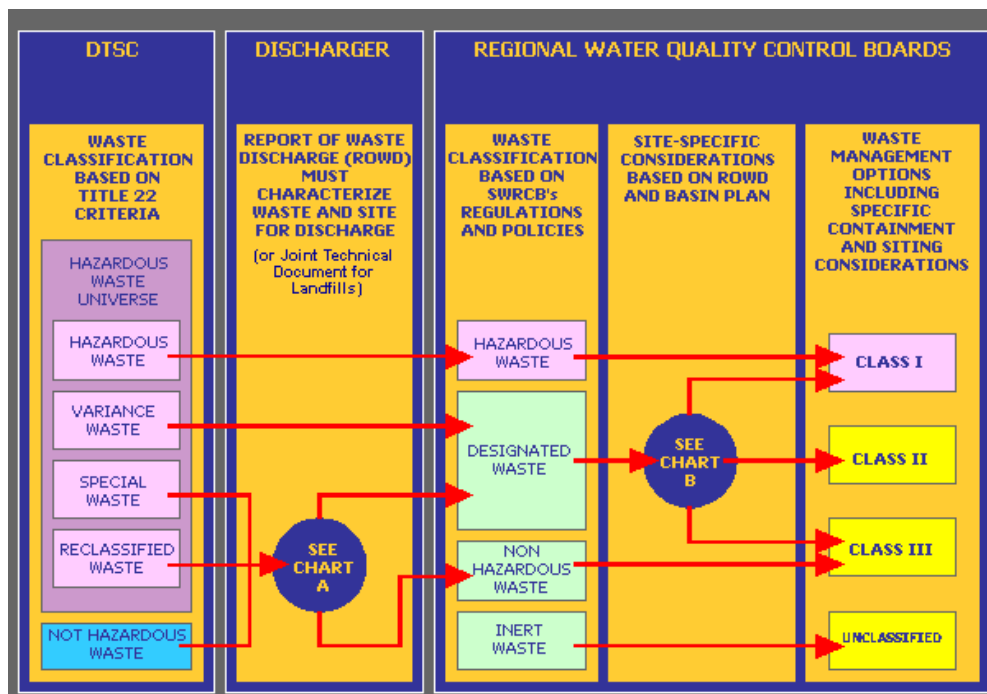 DTSC
DISCHARGER
REGIONAL WATER QUALITY CONTROL BOARDS
WASTE
CLASSIFICATION
BASED ON
TITLE 22
CRITERIA
HAZARDOUS
WASTE
UNIVERSE
HAZARDOUS
WASTE
VARIANCE
WASTE
SPECIAL
WASTE
RECLASSIFIED
WASTE
NOT HAZARDOUS
WASTE
REPORT OF WASTE
DISCHARGE (ROWD)
MUST
CHARACTERIZE
WASTE AND SITE
FOR DISCHARGE
(or Joint Technical
Document for
Landfills)
SEE
CHART
A
WASTE
CLASSIFICATION
BASED ON
SWRCB's
REGULATIONS
AND POLICIES
HAZARDOUS
WASTE
DESIGNATED
WASTE
NON
HAZARDOUS
WASTE
INERT
WASTE
SITE-SPECIFIC
CONSIDERATIONS
BASED ON ROWD
AND BASIN PLAN
SEE
CHART
B
WASTE
MANAGEMENT
OPTIONS
INCLUDING
SPECIFIC
CONTAINMENT
AND SITING
CONSIDERATIONS
CLASS I
CLASS II
CLASS III
UNCLASSIFIED